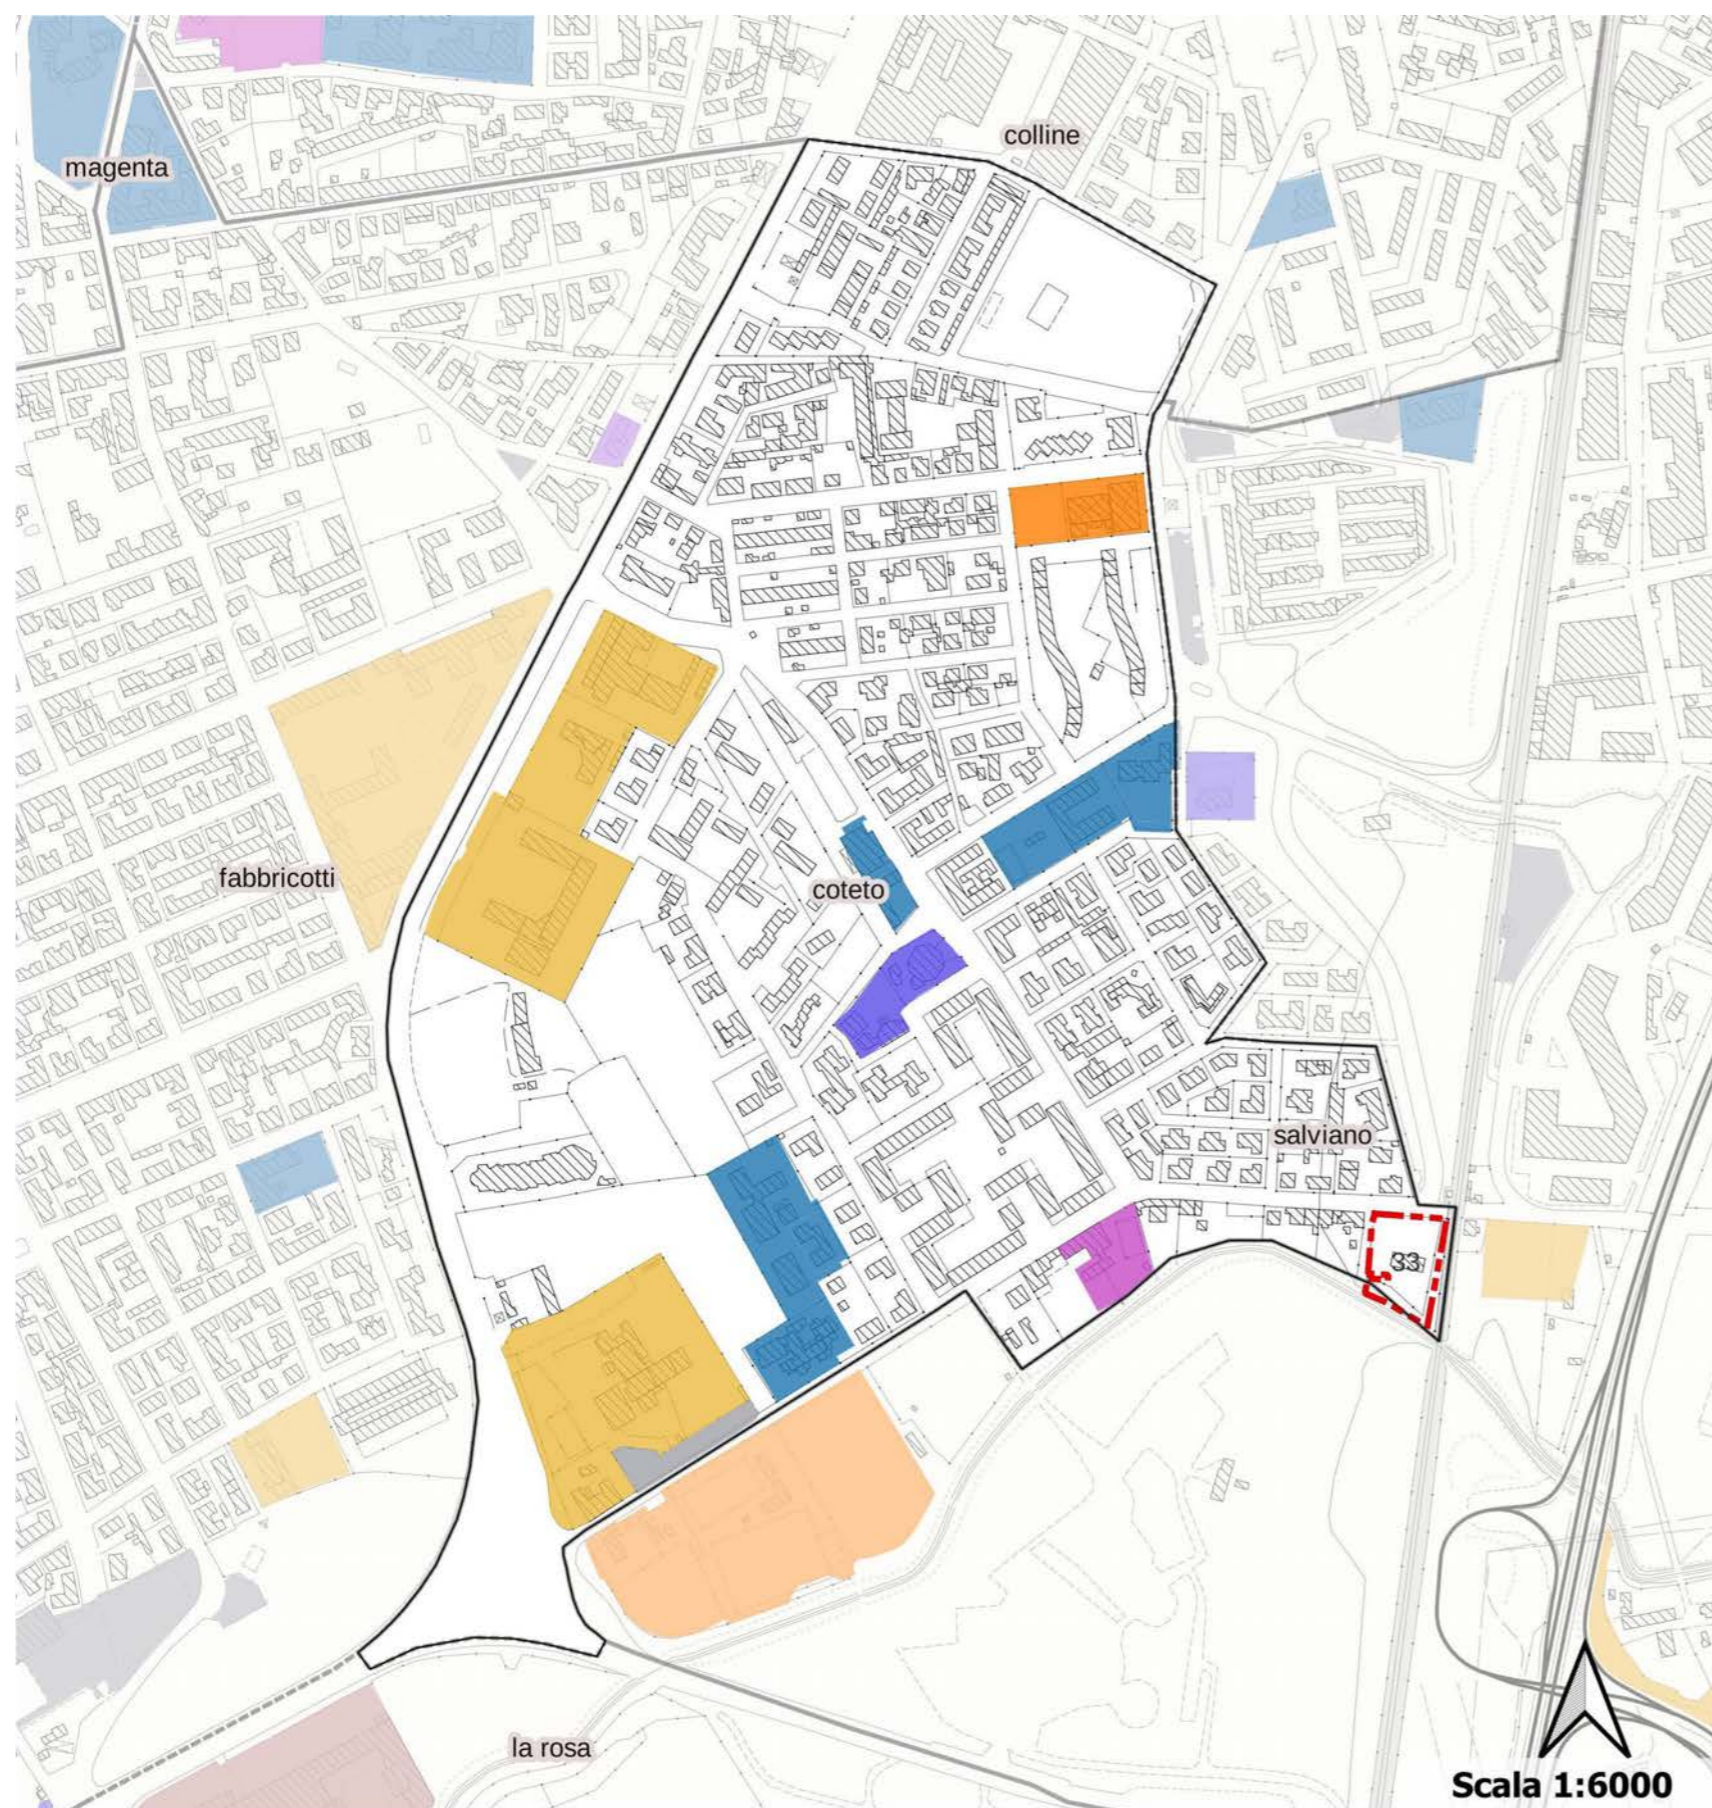 colline
magenta
fabbricotti
coteto
salviano
33
la rosa
Scala 1:6000